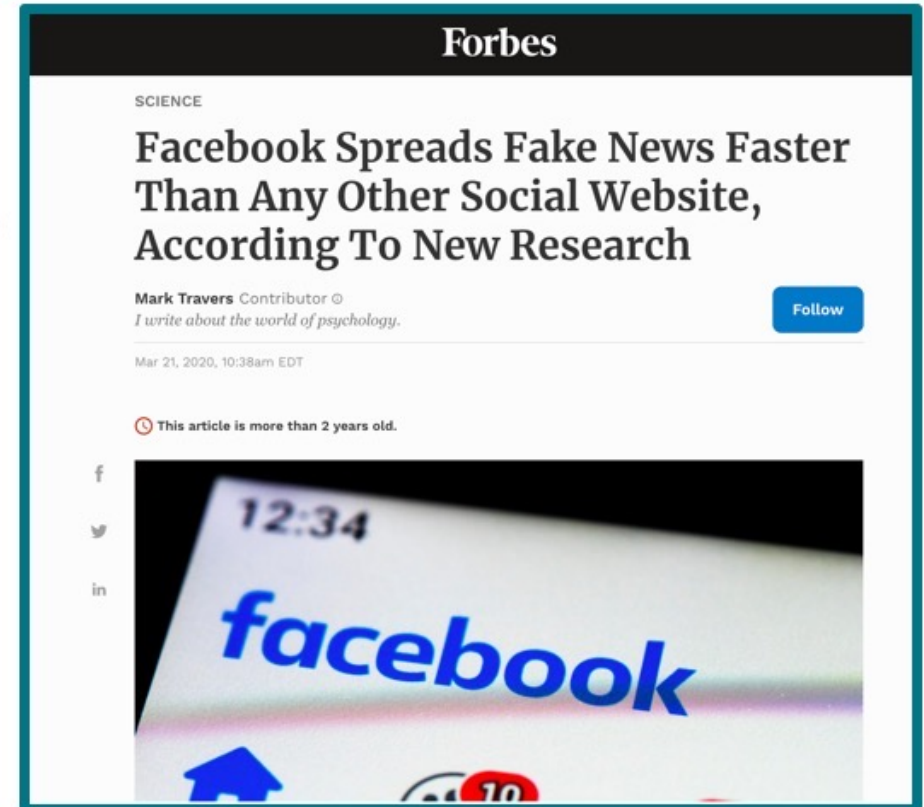 Forbes
SCIENCE
Facebook Spreads Fake News Faster
Than Any Other Social Website,
According To New Research
Mark Travers Contributor
I write about the world of psychology.
Follow
Mar 21, 2020, 10:38am EDT
This article is more than 2 years old.
12:34
facebook
10